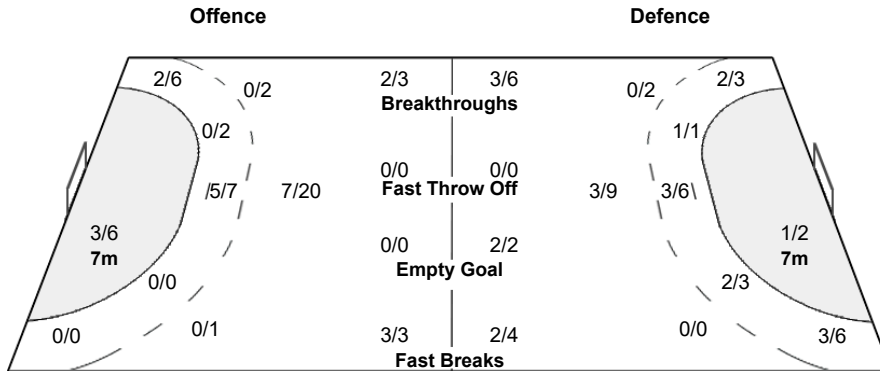 Offence Defence
2/6 0/2 2/3 3/6 0/2 2/3
Breakthroughs
0/2 1/1
0/0 0/0
5/7 7/20 Fast Throw Off 3/9 3/6
3/6 0/0 2/2 1/2
7m Empty Goal 7m
0/0 2/3
0/0 0/1 3/3 2/4 0/0 3/6
Fast Breaks